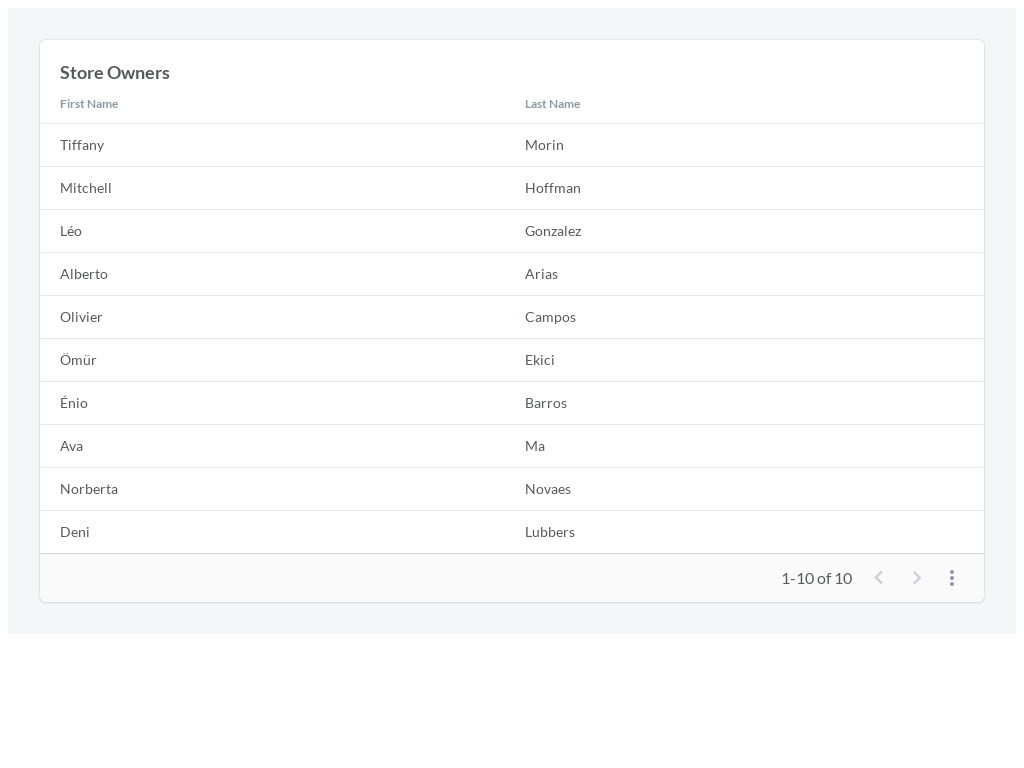 Store Owners
First Name Last Name
Tiffany Morin
Mitchell Hoffman
Léo Gonzalez
Alberto Arias
Olivier Campos
Ömür Ekici
Énio Barros
Ava Ma
Norberta Novaes
Deni Lubbers
1-10 of 10